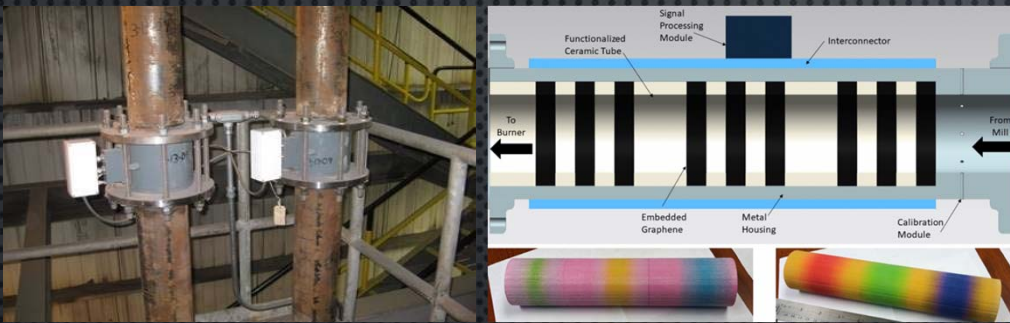 Signal
Processing
Module
Functionalized
Ceramic Tube
Interconnector
To
Burner
From
Mill
Embedded
Graphene
Metal
Housing
Calibration
Module